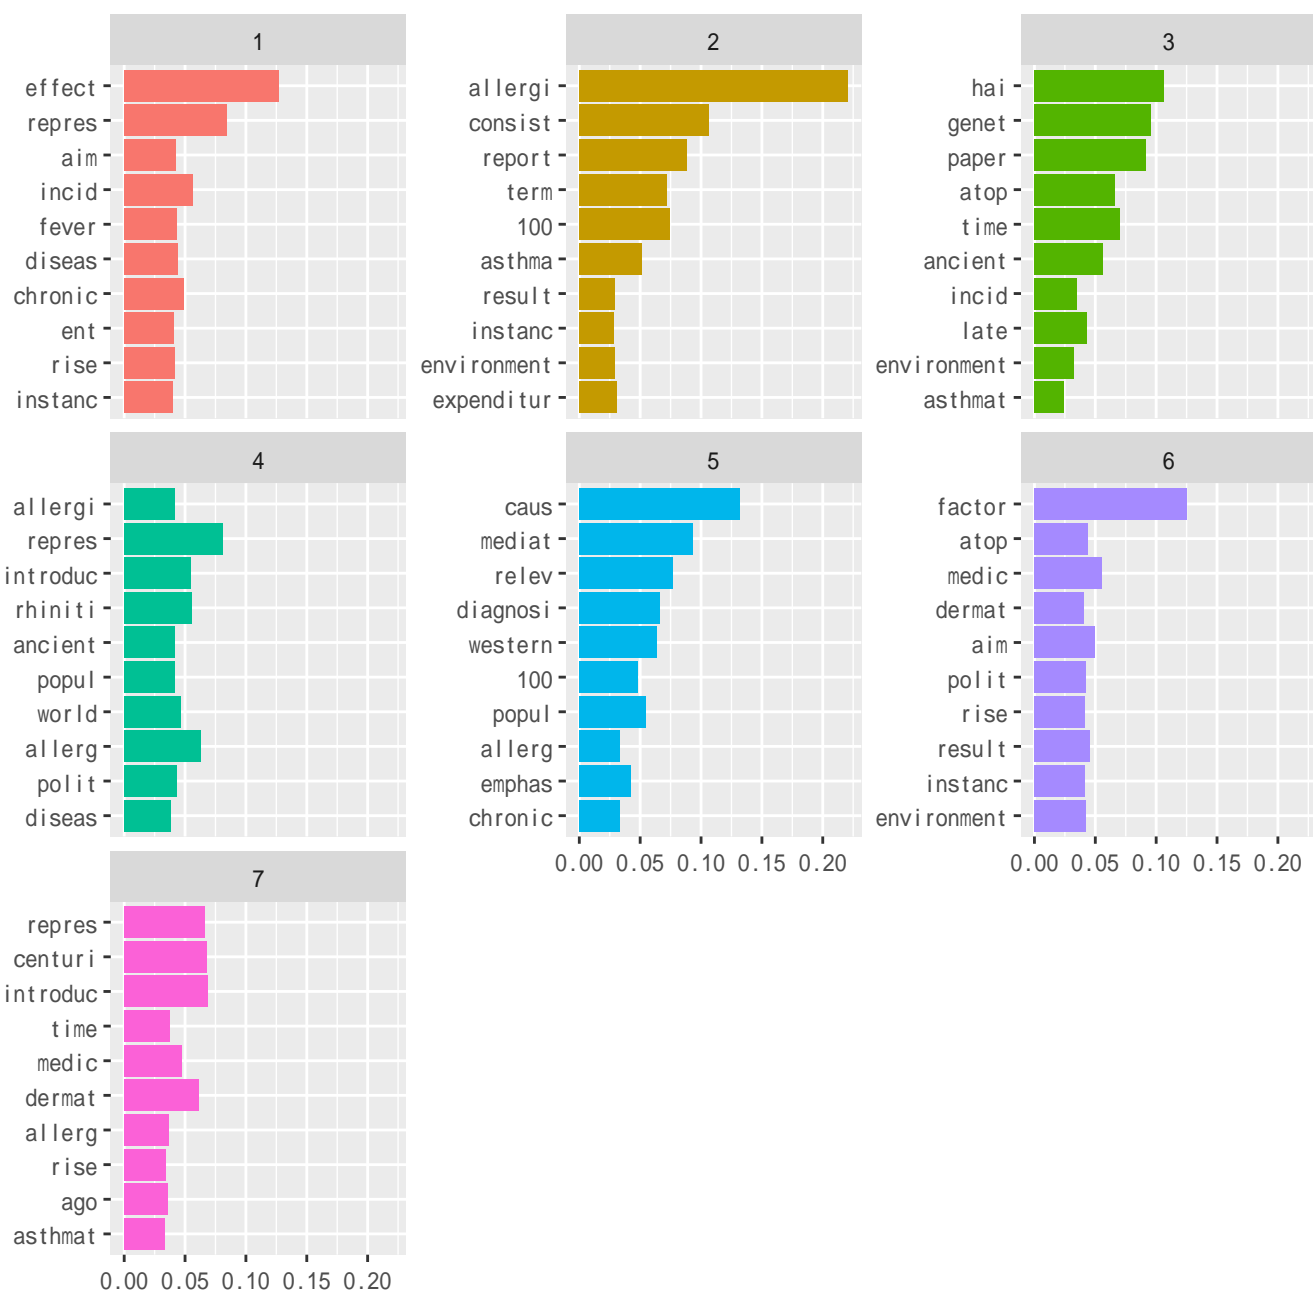 1
effect
repres
aim
incid
fever
diseas
chronic
ent
rise
instanc
2
allergi
consist
report
term
100
asthma
result
instanc
environment
expenditur
3
hai
genet
paper
atop
time
ancient
incid
late
environment
asthmat
4
allergi
repres
introduc
rhiniti
ancient
popul
world
allerg
polit
diseas
5
caus
mediat
relev
diagnosi
western
100
popul
allerg
emphas
chronic
0.00 0.05 0.10 0.15 0.20
6
factor
atop
medic
dermat
aim
polit
rise
result
instanc
environment
0.00 0.05 0.10 0.15 0.20
7
repres
centuri
introduc
time
medic
dermat
allerg
rise
ago
asthmat
0.00 0.05 0.10 0.15 0.20